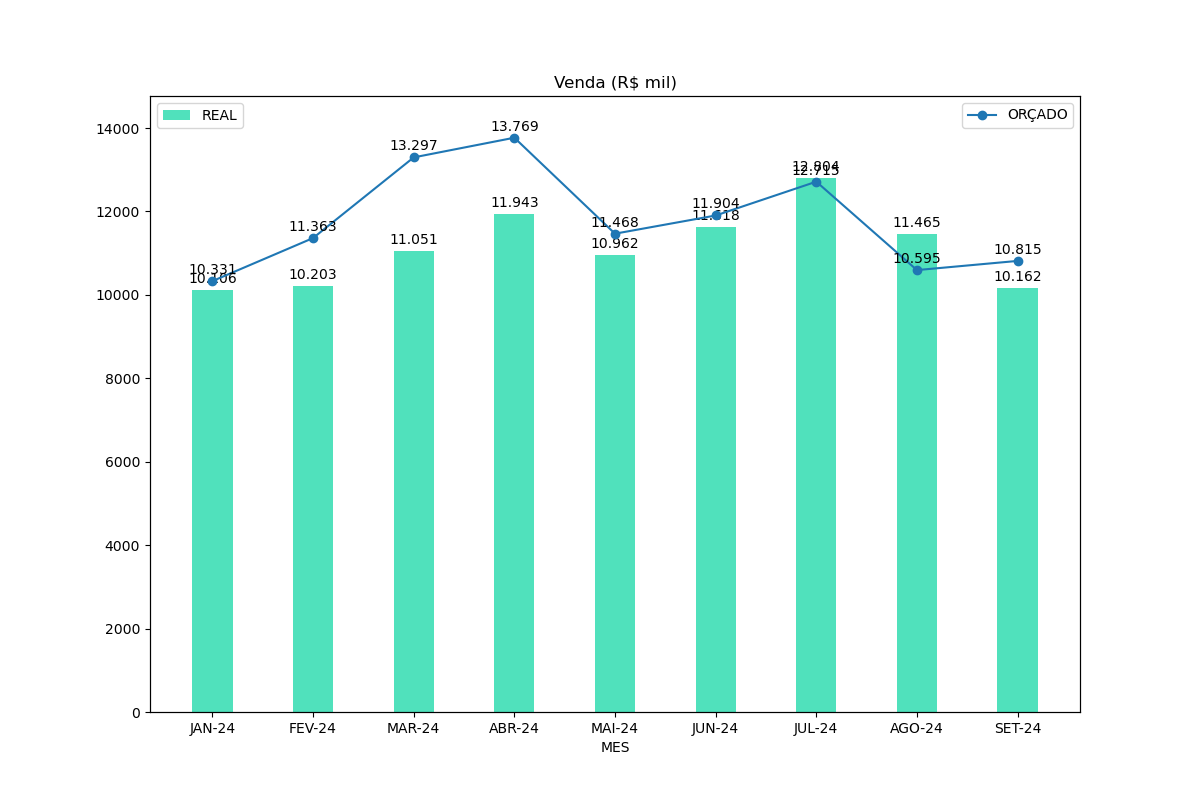 Venda (R$ mil)
REAL
ORÇADO
14000
12000
10000
8000
6000
4000
2000
0
10.331
10.106
11.363
10.203
13.297
11.051
13.769
11.943
11.468
10.962
11.904
11.618
12.804
12.715
11.465
10.595
10.815
10.162
JAN-24
FEV-24
MAR-24
ABR-24
MAI-24
JUN-24
JUL-24
AGO-24
SET-24
MES